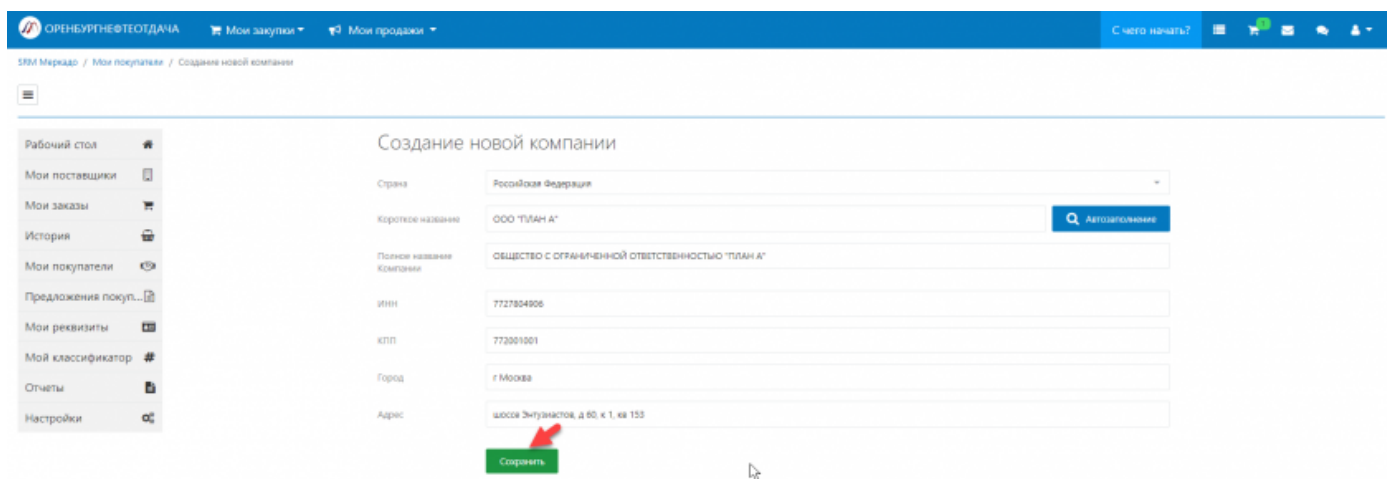 ОРЕНБУРГНЕФТЕОТДАЧА Мои закупки Мои продажи С чего начать? 1
SRM Меркадо / Мои покупатели / Создание новой компании
Рабочий стол
Мои поставщики
Мои заказы
История
Мои покупатели
Предложения покуп...
Мои реквизиты
Мой классификатор
Отчеты
Настройки
Создание новой компании
Страна Российская Федерация
Короткое название ООО "ПЛАН А" Автозаполнение
Полное название ОБЩЕСТВО С ОГРАНИЧЕННОЙ ОТВЕТСТВЕННОСТЬЮ "ПЛАН А"
Компании
ИНН 7727804906
КПП 772001001
Город г Москва
Адрес шоссе Энтузиастов, д 60, к 1, кв 153
Сохранить